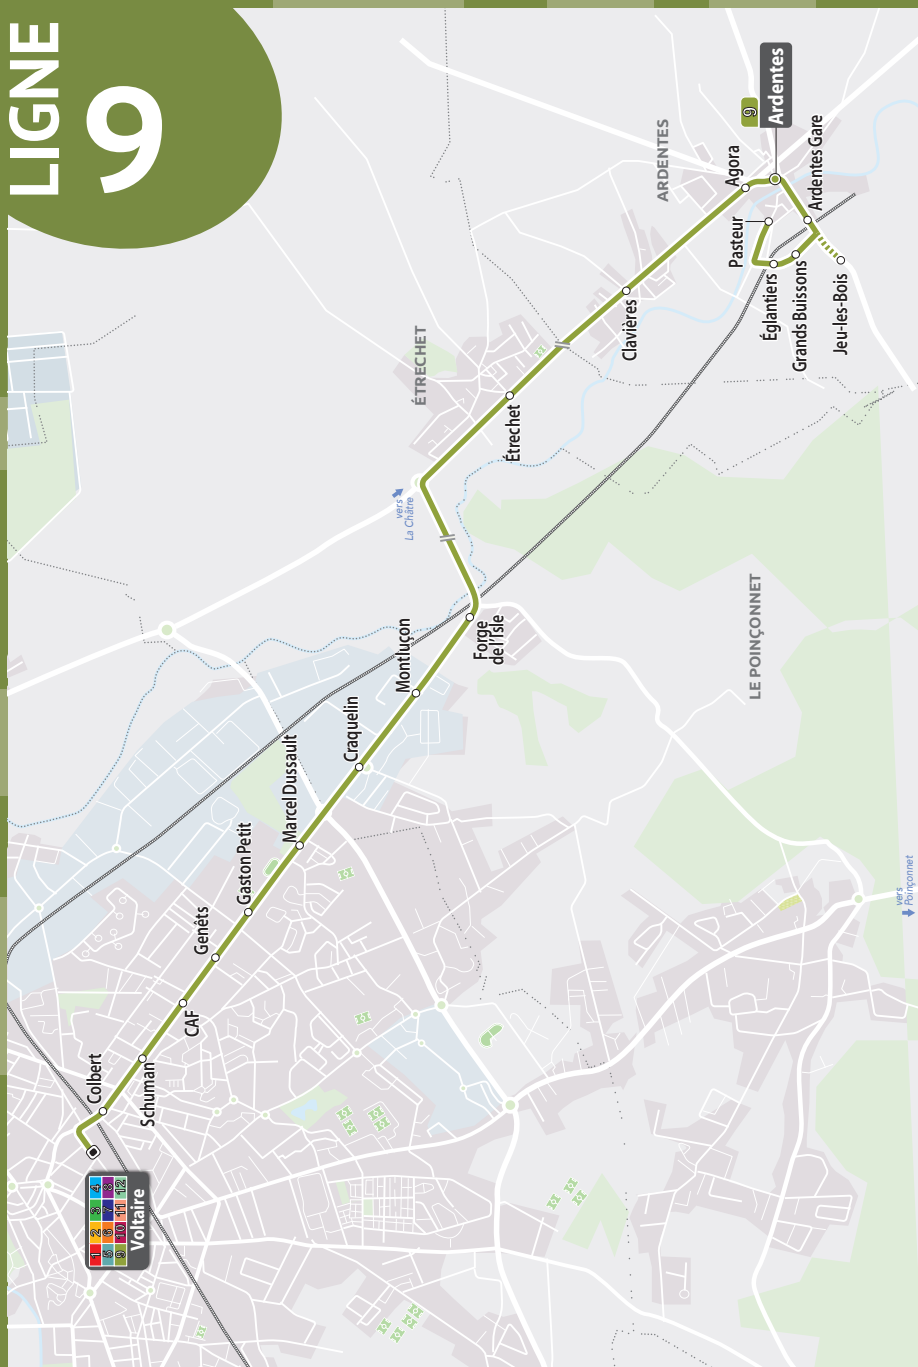 LIGNE
9
1 2 3 4
5 6 7 8
9 10 11 12
Voltaire
Colbert
Schuman
CAF
Genêts
Gaston Petit
Marcel Dussault
Craquelin
Montluçon
Forge
de l'Isle
vers
La Châtre
ÉTRECHET
Étrechet
Clavières
ARDENTES
Agora
9
Ardentes
Ardentes Gare
Pasteur
Églantiers
Grands Buissons
Jeu-les-Bois
LE POINÇONNET
vers
Poinçonnet